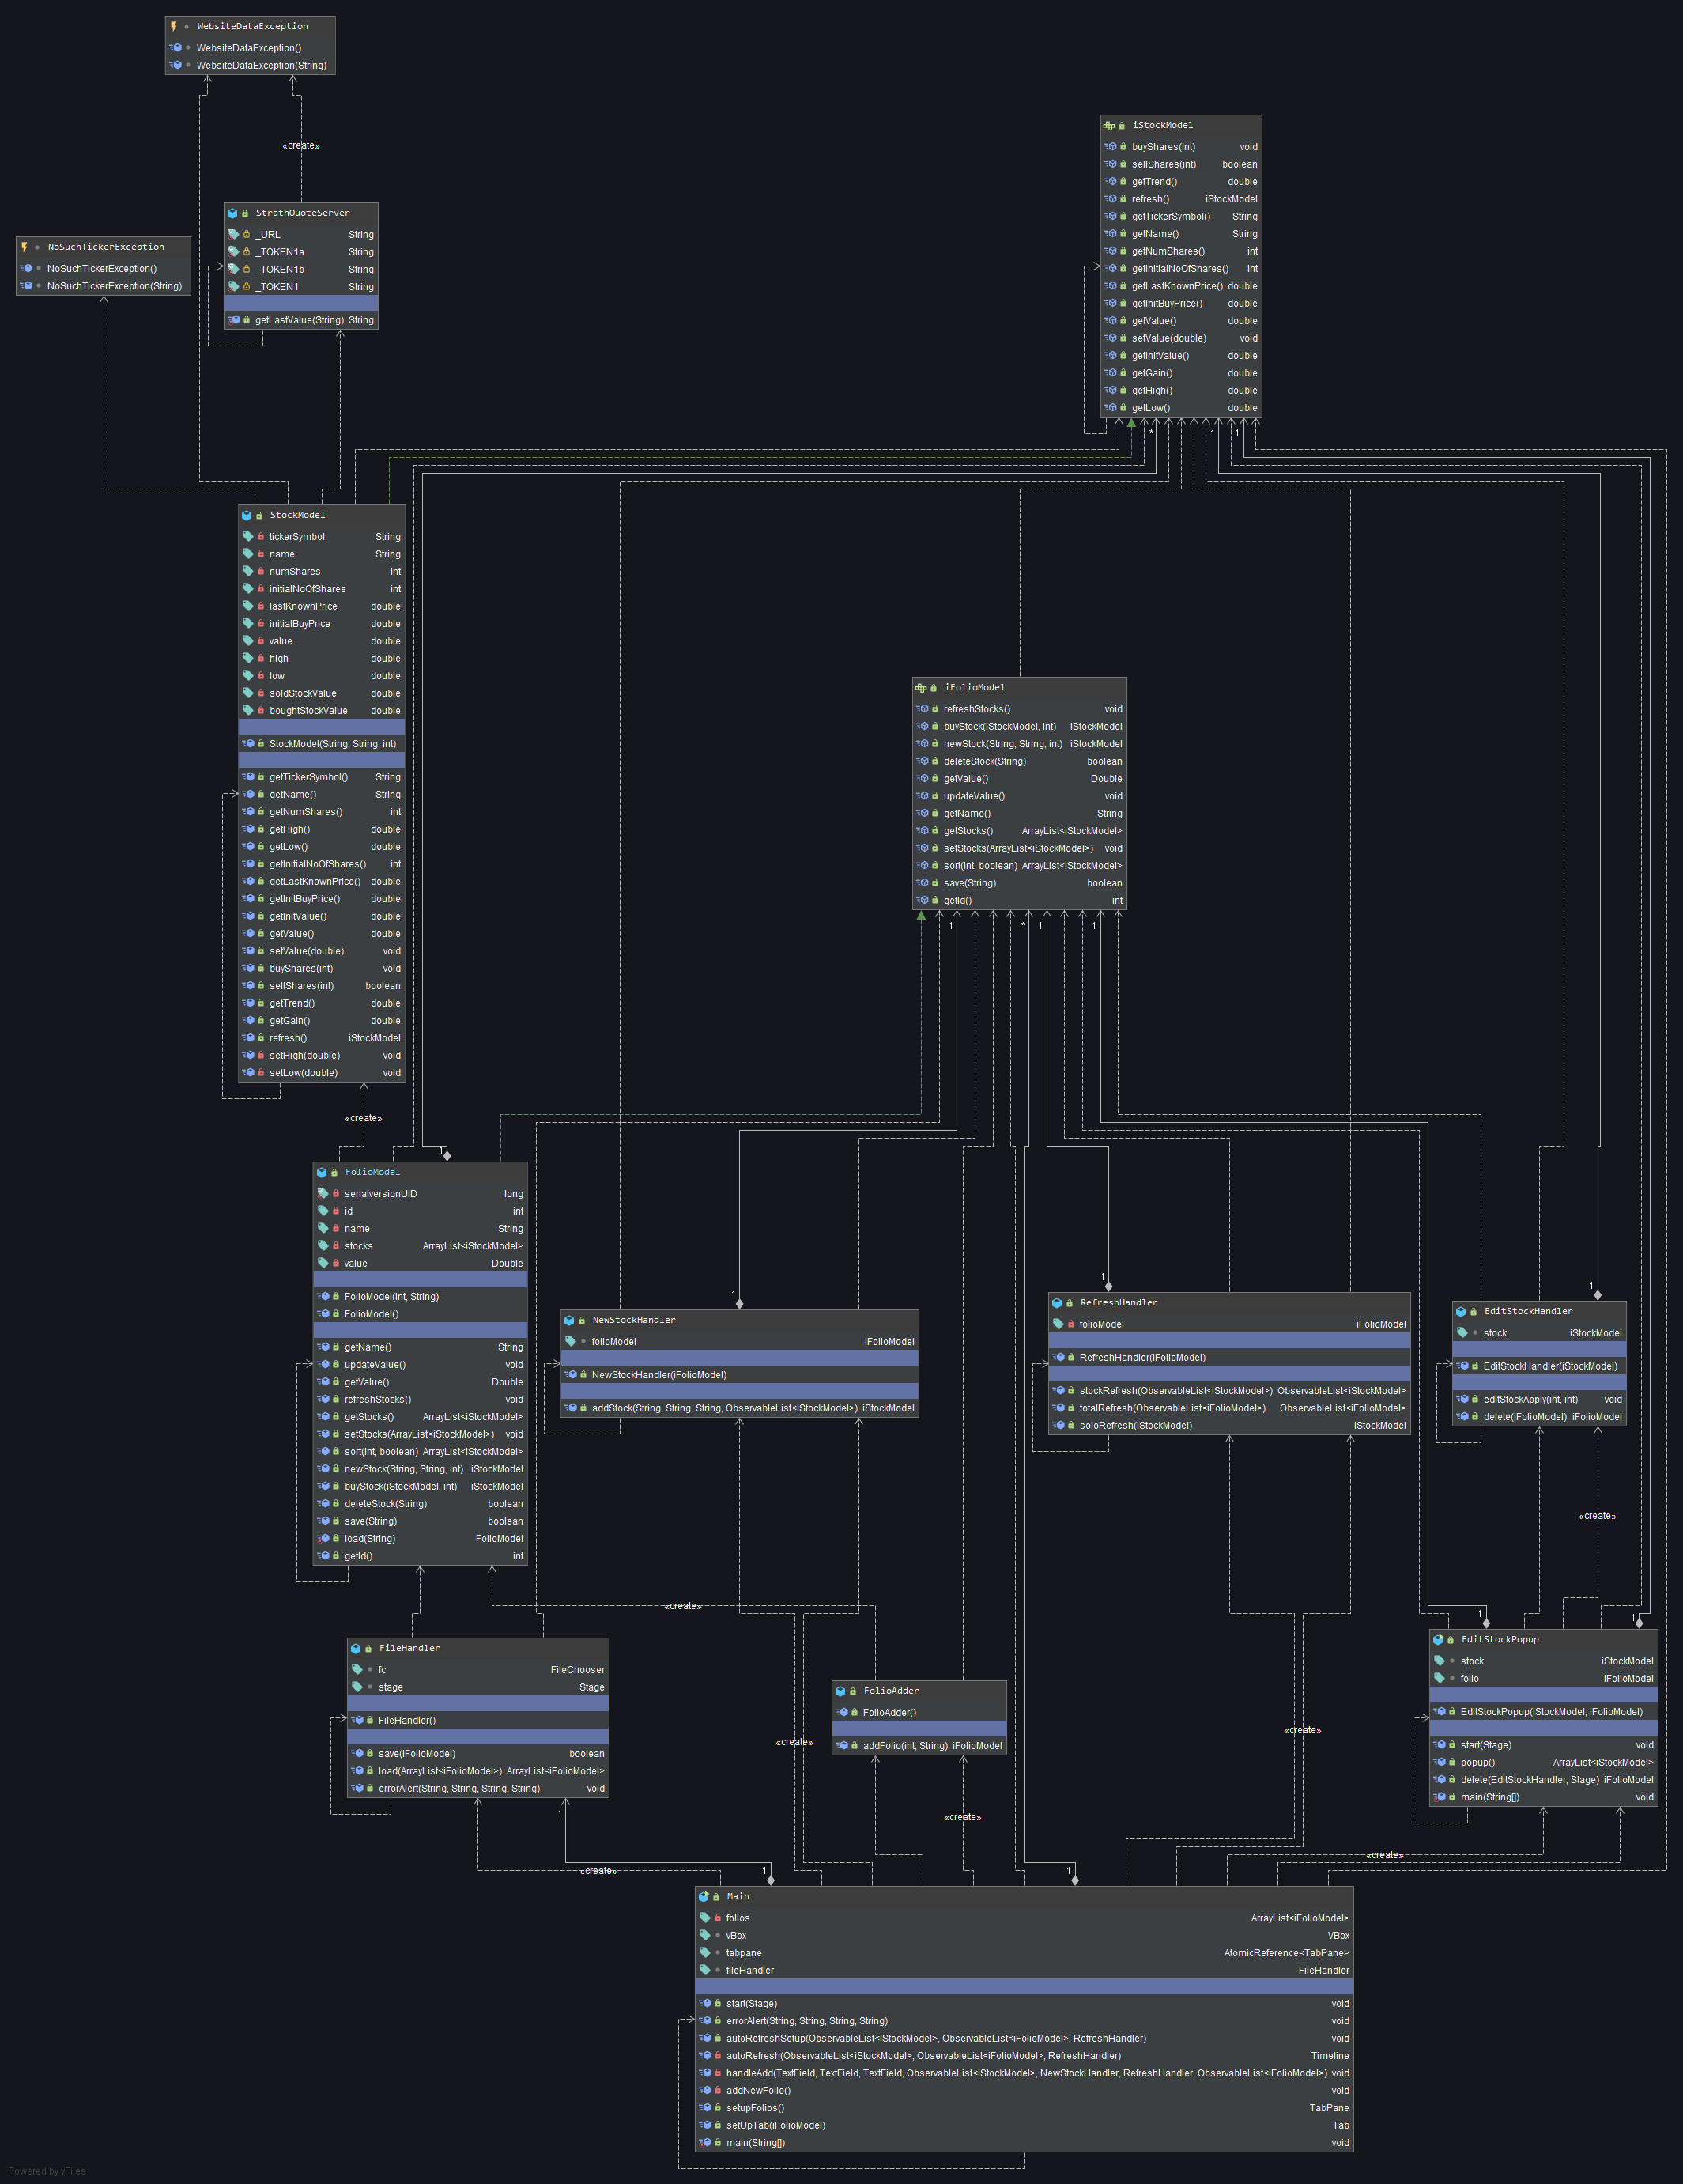 WebsiteDataException
WebsiteDataException()
WebsiteDataException(String)
«create»
iStockModel
buyShares(int) void
sellShares(int) boolean
getTrend() double
refresh() iStockModel
getTickerSymbol() String
getName() String
getNumShares() int
getInitialNoOfShares() int
getLastKnownPrice() double
getInitBuyPrice() double
getValue() double
setValue(double) void
getInitValue() double
getGain() double
getHigh() double
getLow() double
StrathQuoteServer
_URL String
_TOKEN1a String
_TOKEN1b String
_TOKEN1 String
getLastValue(String) String
NoSuchTickerException
NoSuchTickerException()
NoSuchTickerException(String)
* 1 1
StockModel
tickerSymbol String
name String
numShares int
initialNoOfShares int
lastKnownPrice double
initialBuyPrice double
value double
high double
low double
soldStockValue double
boughtStockValue double
StockModel(String, String, int)
getTickerSymbol() String
getName() String
getNumShares() int
getHigh() double
getLow() double
getInitialNoOfShares() int
getLastKnownPrice() double
getInitBuyPrice() double
getInitValue() double
getValue() double
setValue(double) void
buyShares(int) void
sellShares(int) boolean
getTrend() double
getGain() double
refresh() iStockModel
setHigh(double) void
setLow(double) void
iFolioModel
refreshStocks() void
buyStock(iStockModel, int) iStockModel
newStock(String, String, int) iStockModel
deleteStock(String) boolean
getValue() Double
updateValue() void
getName() String
getStocks() ArrayList<iStockModel>
setStocks(ArrayList<iStockModel>) void
sort(int, boolean) ArrayList<iStockModel>
save(String) boolean
getId() int
1 * 1 1
«create»
1
FolioModel
serialversionUID long
id int
name String
stocks ArrayList<iStockModel>
value Double
FolioModel(int, String)
FolioModel()
getName() String
updateValue() void
getValue() Double
refreshStocks() void
getStocks() ArrayList<iStockModel>
setStocks(ArrayList<iStockModel>) void
sort(int, boolean) ArrayList<iStockModel>
newStock(String, String, int) iStockModel
buyStock(iStockModel, int) iStockModel
deleteStock(String) boolean
save(String) boolean
load(String) FolioModel
getId() int
1
NewStockHandler
folioModel iFolioModel
NewStockHandler(iFolioModel)
addStock(String, String, String, ObservableList<iStockModel>) iStockModel
1
RefreshHandler
folioModel iFolioModel
RefreshHandler(iFolioModel)
stockRefresh(ObservableList<iStockModel>) ObservableList<iStockModel>
totalRefresh(ObservableList<iFolioModel>) ObservableList<iFolioModel>
soloRefresh(iStockModel) iStockModel
1
EditStockHandler
stock iStockModel
EditStockHandler(iStockModel)
editStockApply(int, int) void
delete(iFolioModel) iFolioModel
«create»
«create»
FileHandler
fc FileChooser
stage Stage
FileHandler()
save(iFolioModel) boolean
load(ArrayList<iFolioModel>) ArrayList<iFolioModel>
errorAlert(String, String, String, String) void
FolioAdder
FolioAdder()
addFolio(int, String) iFolioModel
1 1
EditStockPopup
stock iStockModel
folio iFolioModel
EditStockPopup(iStockModel, iFolioModel)
start(Stage) void
popup() ArrayList<iStockModel>
delete(EditStockHandler, Stage) iFolioModel
main(String[]) void
«create»
«create»
1
«create»
«create»
«create»
1 1
Main
folios ArrayList<iFolioModel>
vBox VBox
tabpane AtomicReference<TabPane>
fileHandler FileHandler
start(Stage) void
errorAlert(String, String, String, String) void
autoRefreshSetup(ObservableList<iStockModel>, ObservableList<iFolioModel>, RefreshHandler) void
autoRefresh(ObservableList<iStockModel>, ObservableList<iFolioModel>, RefreshHandler) Timeline
handleAdd(TextField, TextField, TextField, ObservableList<iStockModel>, NewStockHandler, RefreshHandler, ObservableList<iFolioModel>) void
addNewFolio() void
setupFolios() TabPane
setUpTab(iFolioModel) Tab
main(String[]) void
Powered by yFiles